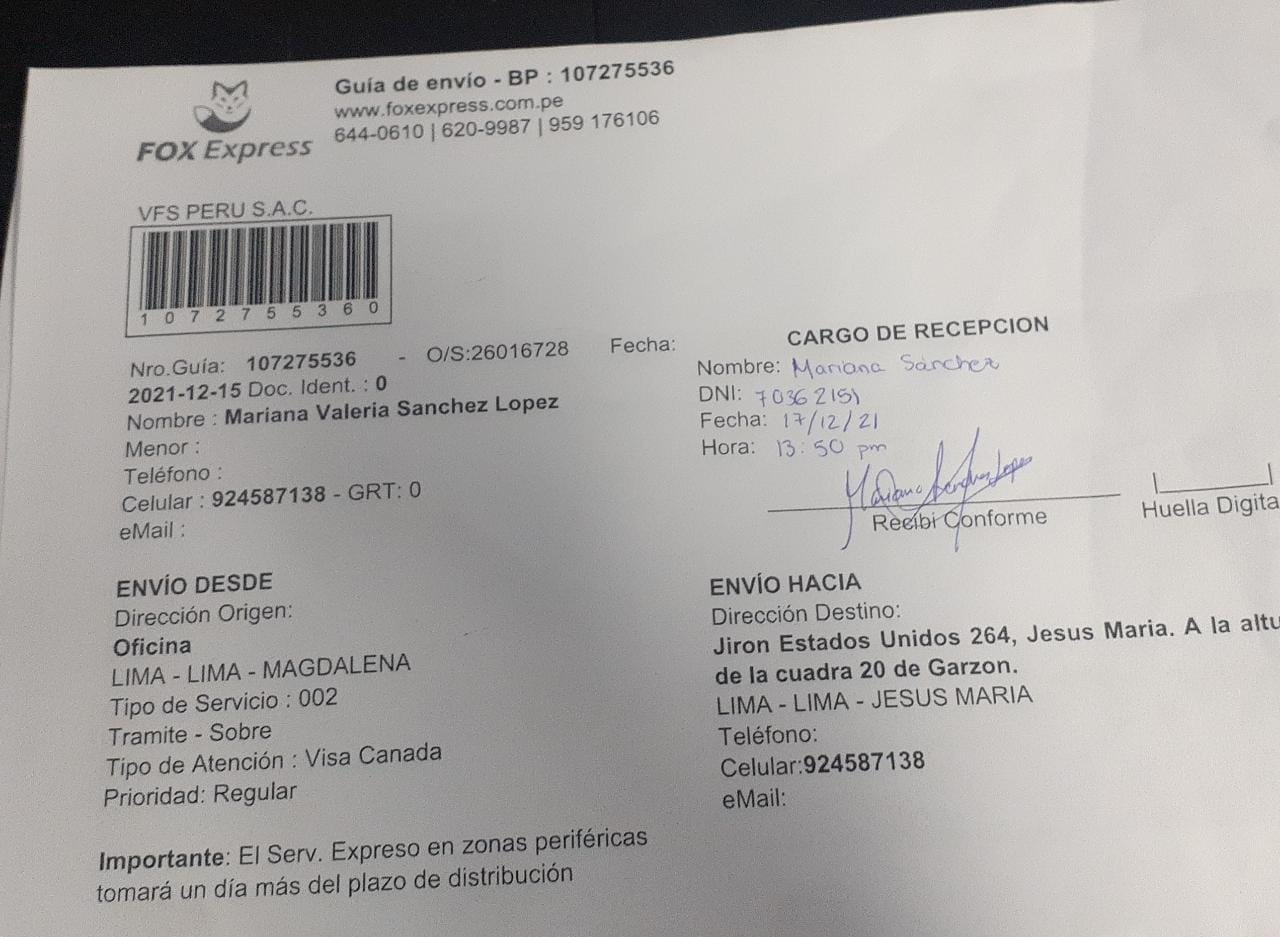 FOX Express
Guía de envío - BP : 107275536
www.foxexpress.com.pe
644-0610 | 620-9987 | 959 176106
VFS PERU S.A.C.
1 0 7 2 7 5 5 3 6 0
Nro.Guía: 107275536 - O/S:26016728 Fecha:
2021-12-15 Doc. Ident. : 0
Nombre : Mariana Valeria Sanchez Lopez
Menor :
Teléfono :
Celular : 924587138 - GRT: 0
eMail :
CARGO DE RECEPCION
Nombre: Mariana Sánchez
DNI: 70362151
Fecha: 17/12/21
Hora: 13:50 pm
Mariana Sanchez Lopez
Recibi Conforme
Huella Digita
ENVÍO DESDE
Dirección Origen:
Oficina
LIMA - LIMA - MAGDALENA
Tipo de Servicio : 002
Tramite - Sobre
Tipo de Atención : Visa Canada
Prioridad: Regular
ENVÍO HACIA
Dirección Destino:
Jiron Estados Unidos 264, Jesus Maria. A la altu
de la cuadra 20 de Garzon.
LIMA - LIMA - JESUS MARIA
Teléfono:
Celular:924587138
eMail:
Importante: El Serv. Expreso en zonas periféricas
tomará un día más del plazo de distribución